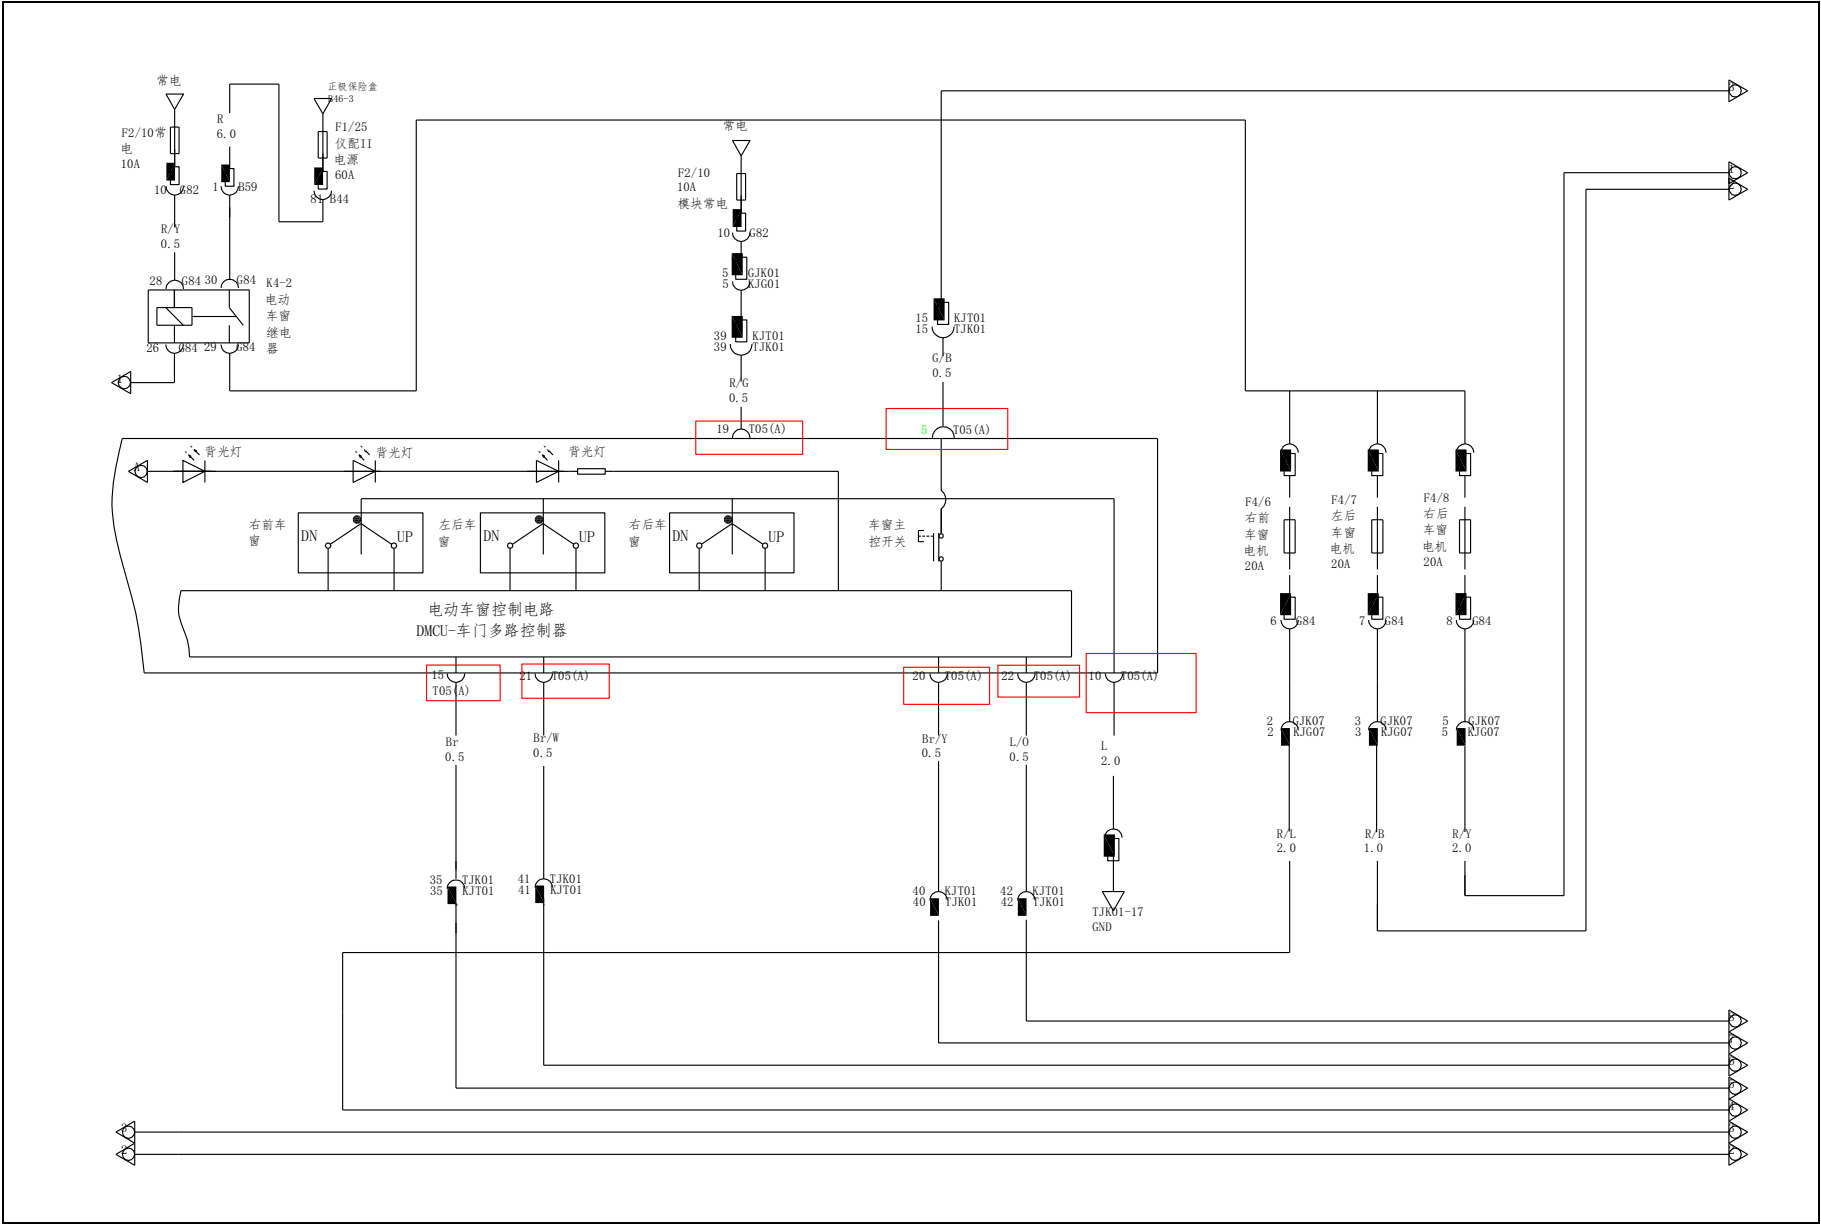 常电
正极保险盒
B46-3
F2/10常
电
10A
R
6.0
F1/25
仪配II
电源
60A
10 G82
1 B59
81 B44
R/Y
0.5
28 G84
30 G84
K4-2
电动
车窗
继电
器
26 G84
29 G84
1
常电
F2/10
10A
模块常电
10 G82
5 GJK01
5 KJG01
39 KJT01
39 TJK01
R/G
0.5
19 T05(A)
15 KJT01
15 TJK01
G/B
0.5
5 T05(A)
A
背光灯
背光灯
背光灯
右前车
窗
DN
UP
左后车
窗
DN
UP
右后车
窗
DN
UP
车窗主
控开关
电动车窗控制电路
DMCU-车门多路控制器
15
T05(A)
21 T05(A)
20 T05(A)
22 T05(A)
10 T05(A)
Br
0.5
Br/W
0.5
Br/Y
0.5
L/O
0.5
L
2.0
35 TJK01
35 KJT01
41 TJK01
41 KJT01
40 KJT01
40 TJK01
42 KJT01
42 TJK01
TJK01-17
GND
F4/6
右前
车窗
电机
20A
F4/7
左后
车窗
电机
20A
F4/8
右后
车窗
电机
20A
6 G84
7 G84
8 G84
2 GJK07
2 KJG07
3 GJK07
3 KJG07
5 GJK07
5 KJG07
R/L
2.0
R/B
1.0
R/Y
2.0
3
2